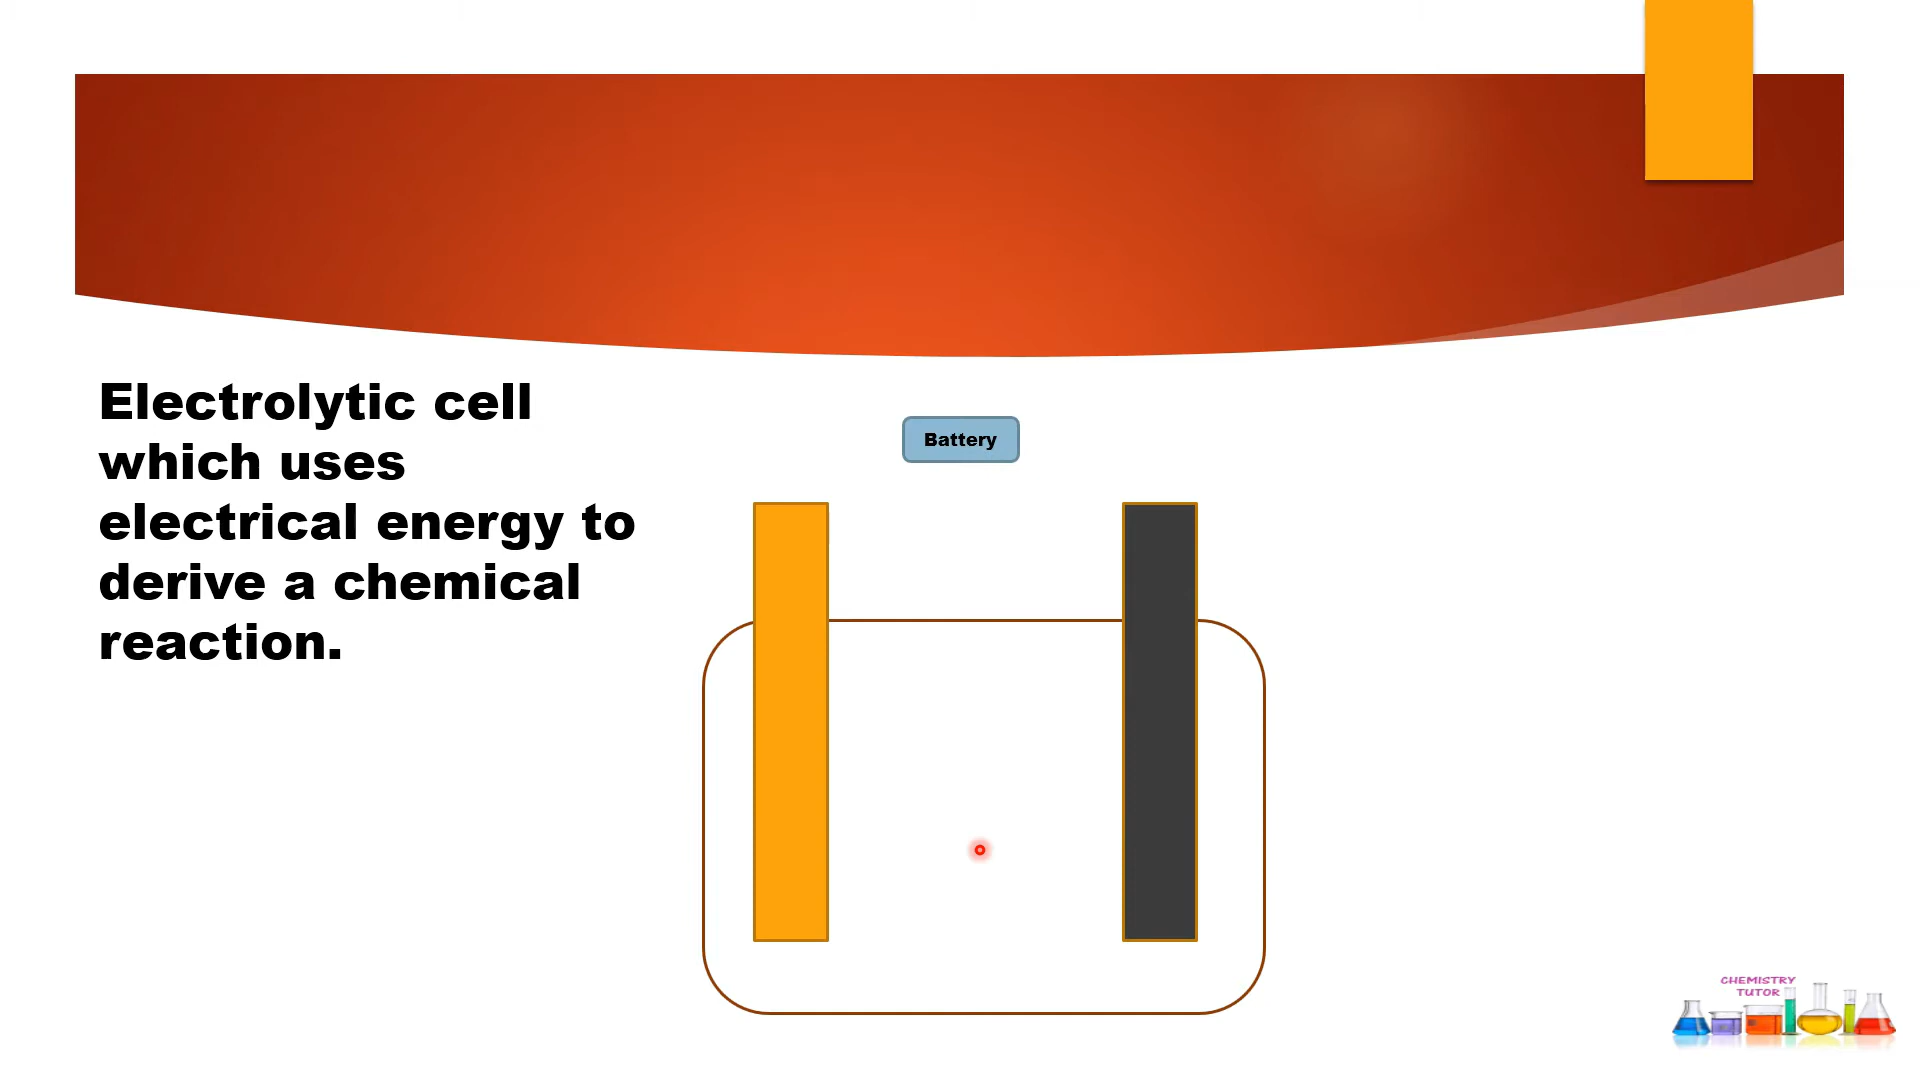 Electrolytic cell
which uses
electrical energy to
derive a chemical
reaction.
Battery
CHEMISTRY
TUTOR